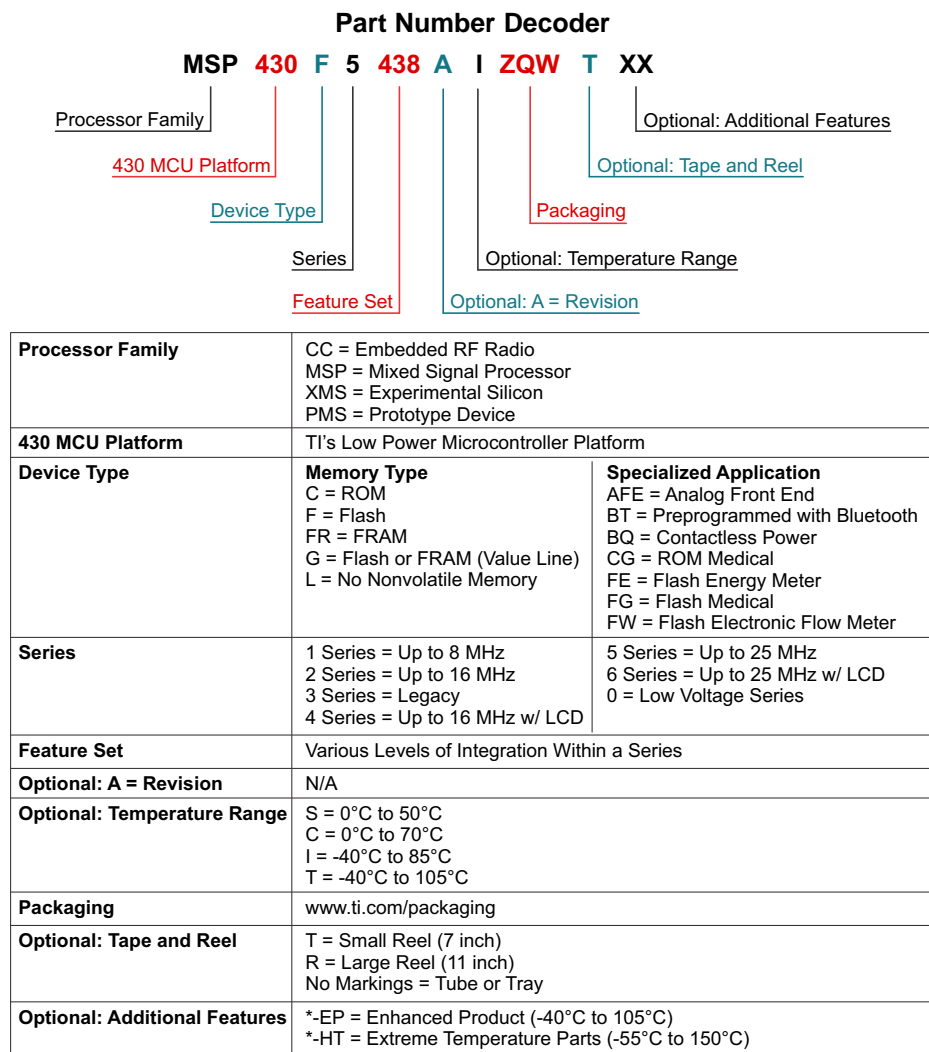 Part Number Decoder
MSP 430 F 5 438 A I ZQW T XX
Processor Family
Optional: Additional Features
430 MCU Platform
Optional: Tape and Reel
Device Type
Packaging
Series
Optional: Temperature Range
Feature Set
Optional: A = Revision
Processor Family
CC = Embedded RF Radio
MSP = Mixed Signal Processor
XMS = Experimental Silicon
PMS = Prototype Device
430 MCU Platform
TI's Low Power Microcontroller Platform
Device Type
Memory Type
C = ROM
F = Flash
FR = FRAM
G = Flash or FRAM (Value Line)
L = No Nonvolatile Memory
Specialized Application
AFE = Analog Front End
BT = Preprogrammed with Bluetooth
BQ = Contactless Power
CG = ROM Medical
FE = Flash Energy Meter
FG = Flash Medical
FW = Flash Electronic Flow Meter
Series
1 Series = Up to 8 MHz
2 Series = Up to 16 MHz
3 Series = Legacy
4 Series = Up to 16 MHz w/ LCD
5 Series = Up to 25 MHz
6 Series = Up to 25 MHz w/ LCD
0 = Low Voltage Series
Feature Set
Various Levels of Integration Within a Series
Optional: A = Revision
N/A
Optional: Temperature Range
S = 0°C to 50°C
C = 0°C to 70°C
I = -40°C to 85°C
T = -40°C to 105°C
Packaging
www.ti.com/packaging
Optional: Tape and Reel
T = Small Reel (7 inch)
R = Large Reel (11 inch)
No Markings = Tube or Tray
Optional: Additional Features
*-EP = Enhanced Product (-40°C to 105°C)
*-HT = Extreme Temperature Parts (-55°C to 150°C)